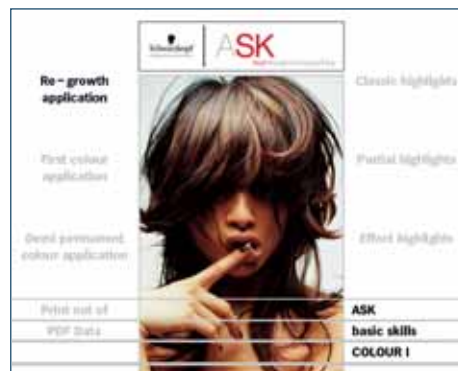 Schwarzkopf
ASK
Re-growth
application
Classic highlights
First colour
application
Partial highlights
Demi permanent
colour application
Effect highlights
Print out of
PDF Data
ASK
basic skills
COLOUR I